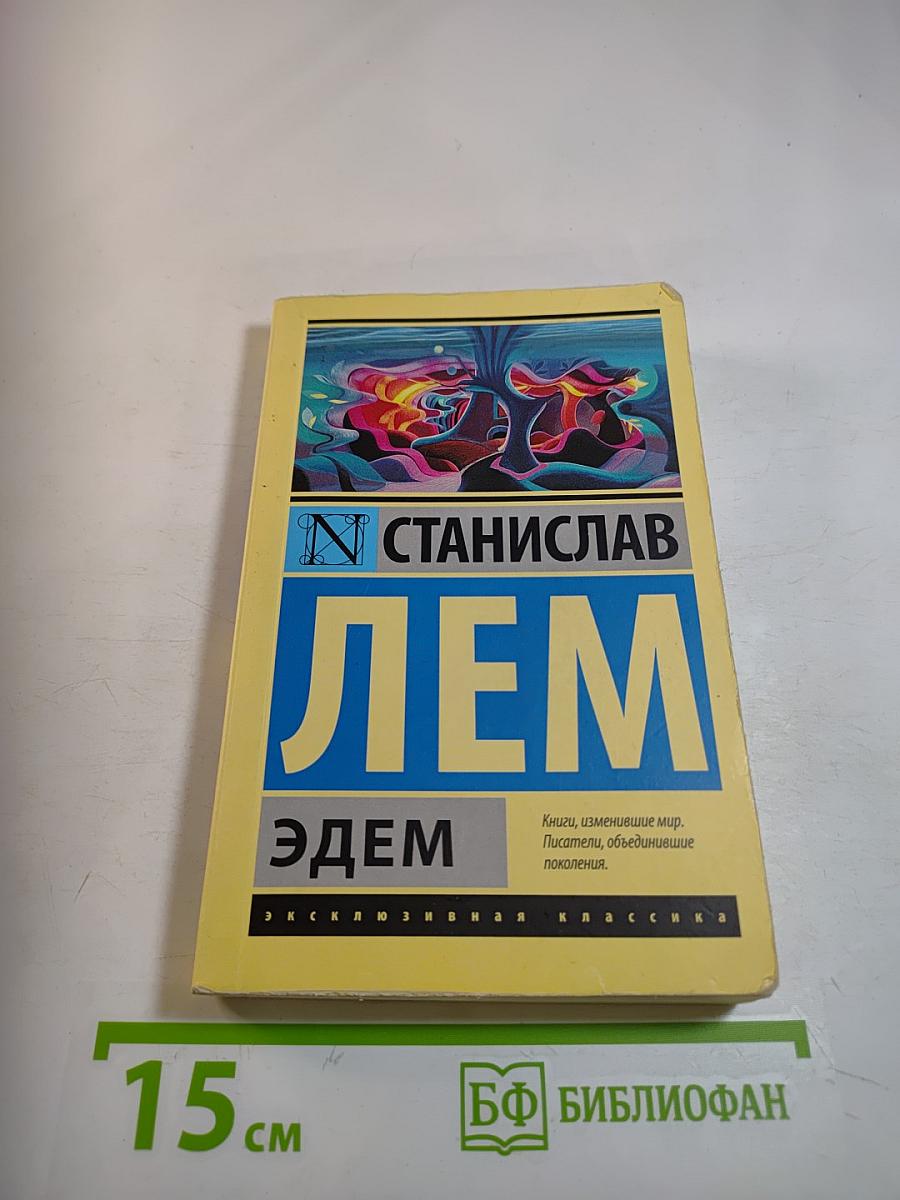 N СТАНИСЛАВ
ЛЕМ
ЭДЕМ
Книги, изменившие мир.
Писатели, объединившие
поколения.
эксклюзивная классика
15 см
БФ БИБЛИОФАН